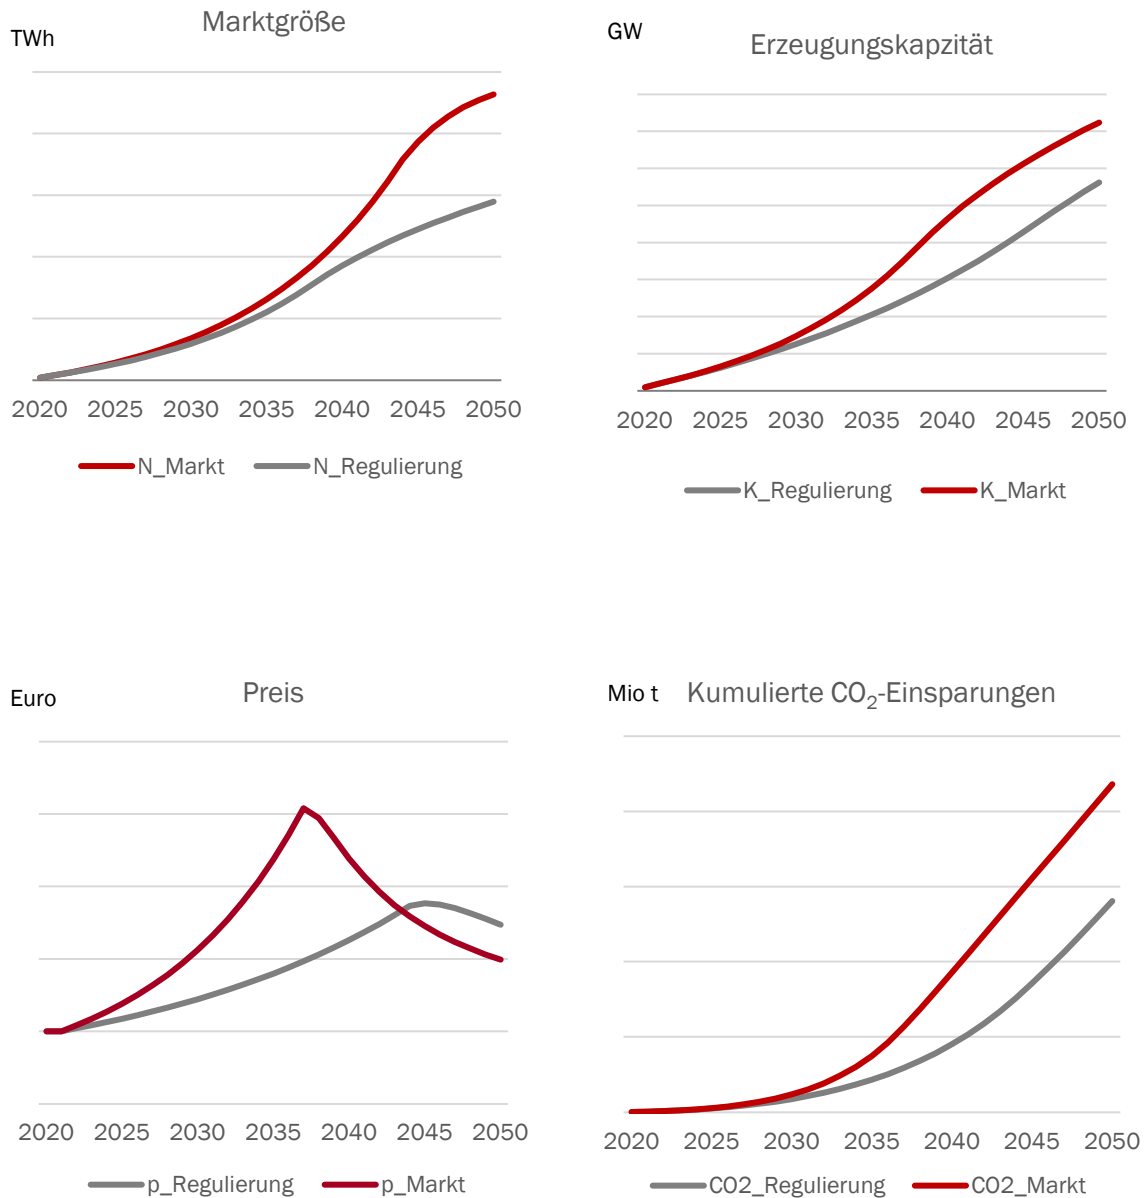 Marktgröße
TWh
2020 2025 2030 2035 2040 2045 2050
N_Markt N_Regulierung
GW
Erzeugungskapzität
2020 2025 2030 2035 2040 2045 2050
K_Regulierung K_Markt
Euro
Preis
2020 2025 2030 2035 2040 2045 2050
p_Regulierung p_Markt
Mio t Kumulierte CO₂-Einsparungen
2020 2025 2030 2035 2040 2045 2050
CO2_Regulierung CO2_Markt